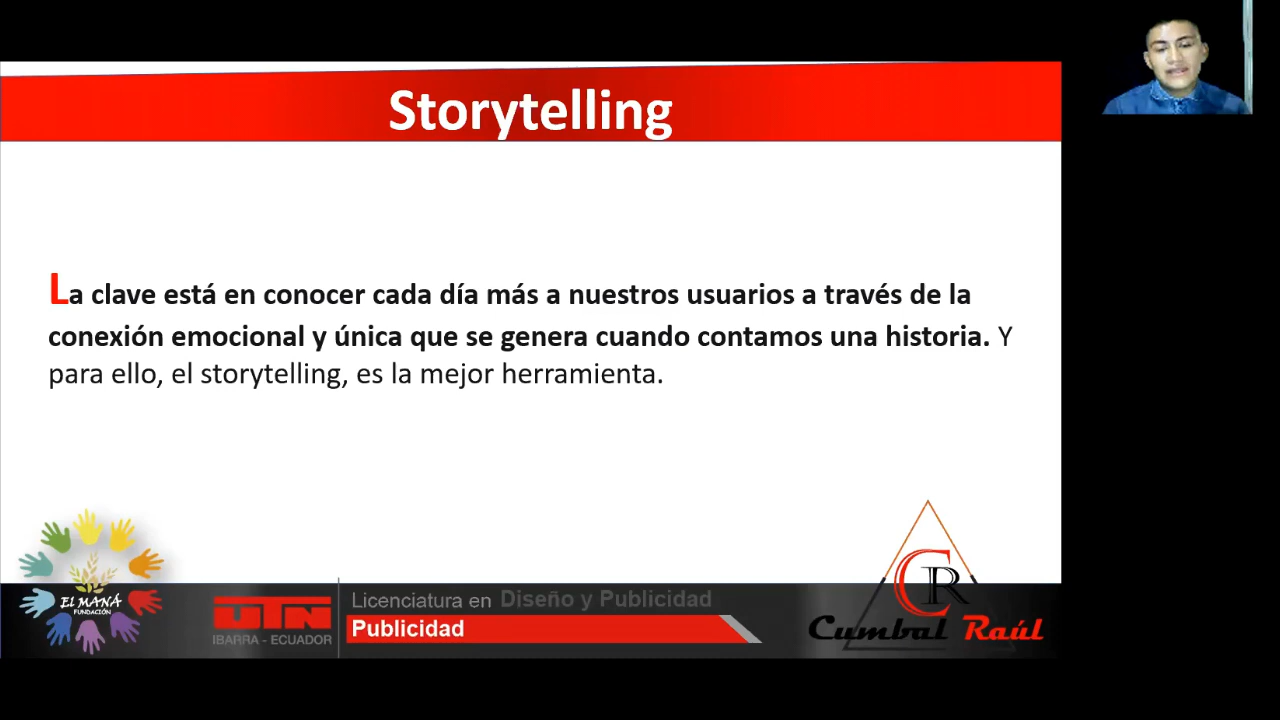 Storytelling
La clave está en conocer cada día más a nuestros usuarios a través de la
conexión emocional y única que se genera cuando contamos una historia. Y
para ello, el storytelling, es la mejor herramienta.
EL MANÁ
FUNDACIÓN
UTN
IBARRA - ECUADOR
Licenciatura en Diseño y Publicidad
Publicidad
CR
Cumbal Raúl